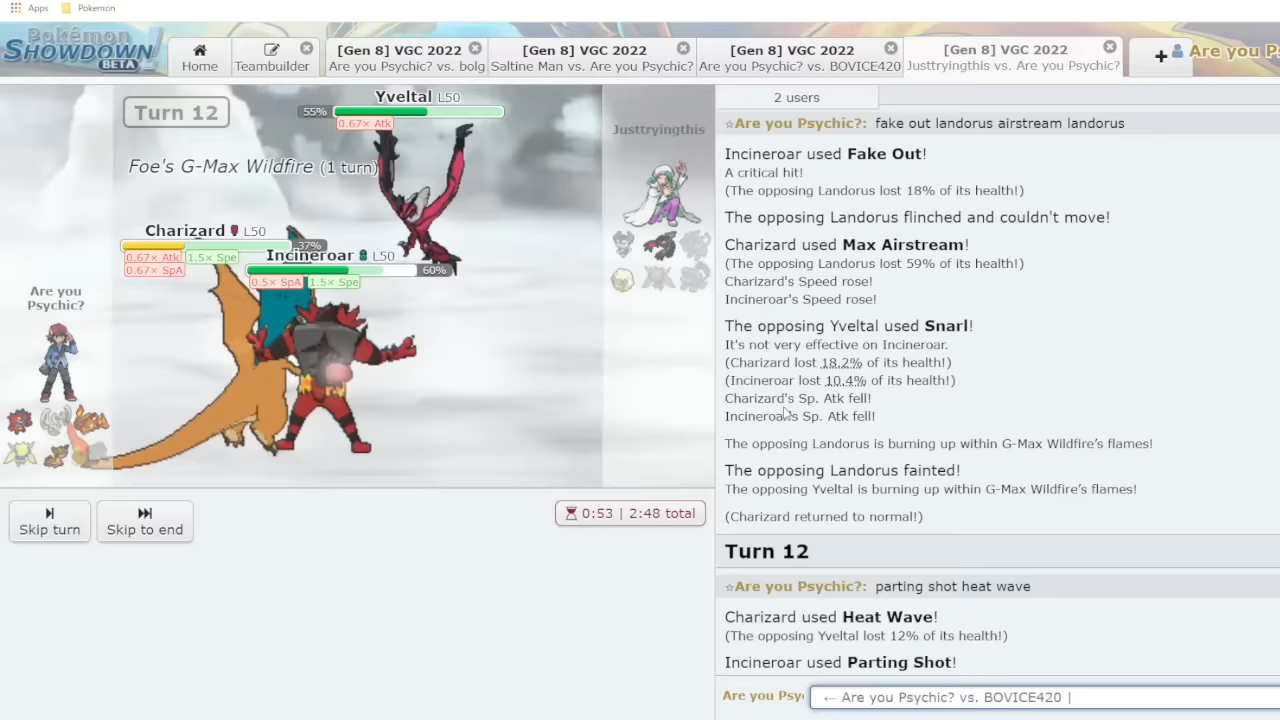 Apps Pokemon
Pokémon
SHOWDOWN
BETA
Home
Teambuilder
[Gen 8] VGC 2022
Are you Psychic? vs. bolg
[Gen 8] VGC 2022
Saltine Man vs. Are you Psychic?
[Gen 8] VGC 2022
Are you Psychic? vs. BOVICE420
[Gen 8] VGC 2022
Justtryingthis vs. Are you Psychic?
+
Are you P
Turn 12
Yveltal L50
55%
0.67× Atk
Foe's G-Max Wildfire (1 turn)
Charizard L50
37%
0.67× Atk 1.5× Spe
0.67× SpA
Incineroar L50
60%
0.5× SpA 1.5× Spe
Justtryingthis
Are you
Psychic?
Skip turn
Skip to end
0:53 | 2:48 total
2 users
☆Are you Psychic?: fake out landorus airstream landorus
Incineroar used Fake Out!
A critical hit!
(The opposing Landorus lost 18% of its health!)
The opposing Landorus flinched and couldn't move!
Charizard used Max Airstream!
(The opposing Landorus lost 59% of its health!)
Charizard's Speed rose!
Incineroar's Speed rose!
The opposing Yveltal used Snarl!
It's not very effective on Incineroar.
(Charizard lost 18.2% of its health!)
(Incineroar lost 10.4% of its health!)
Charizard's Sp. Atk fell!
Incineroar's Sp. Atk fell!
The opposing Landorus is burning up within G-Max Wildfire’s flames!
The opposing Landorus fainted!
The opposing Yveltal is burning up within G-Max Wildfire’s flames!
(Charizard returned to normal!)
Turn 12
☆Are you Psychic?: parting shot heat wave
Charizard used Heat Wave!
(The opposing Yveltal lost 12% of its health!)
Incineroar used Parting Shot!
Are you Psy
← Are you Psychic? vs. BOVICE420 |